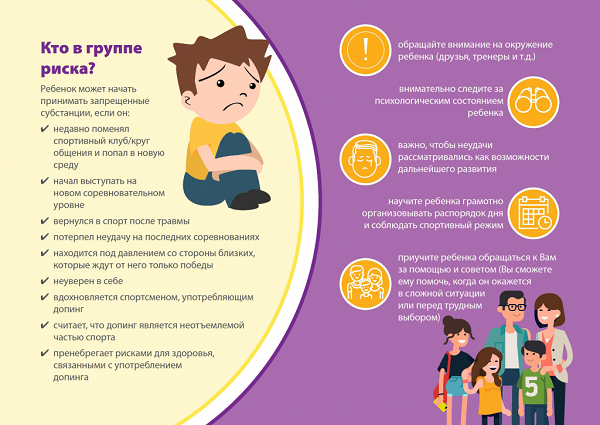 Кто в группе
риска?
Ребенок может начать
принимать запрещенные
субстанции, если он:
✔ недавно поменял
спортивный клуб/круг
общения и попал в новую
среду
✔ начал выступать на
новом соревновательном
уровне
✔ вернулся в спорт после травмы
✔ потерпел неудачу на последних соревнованиях
✔ находится под давлением со стороны близких,
которые ждут от него только победы
✔ неуверен в себе
✔ вдохновляется спортсменом, употребляющим
допинг
✔ считает, что допинг является неотъемлемой
частью спорта
✔ пренебрегает рисками для здоровья,
связанными с употреблением
допинга
!
обращайте внимание на окружение
ребенка (друзья, тренеры и т.д.)
внимательно следите за
психологическим состоянием
ребенка
важно, чтобы неудачи
рассматривались как возможности
дальнейшего развития
научите ребенка грамотно
организовывать распорядок дня
и соблюдать спортивный режим
приучите ребенка обращаться к Вам
за помощью и советом (Вы сможете
ему помочь, когда он окажется
в сложной ситуации
или перед трудным
выбором)
5